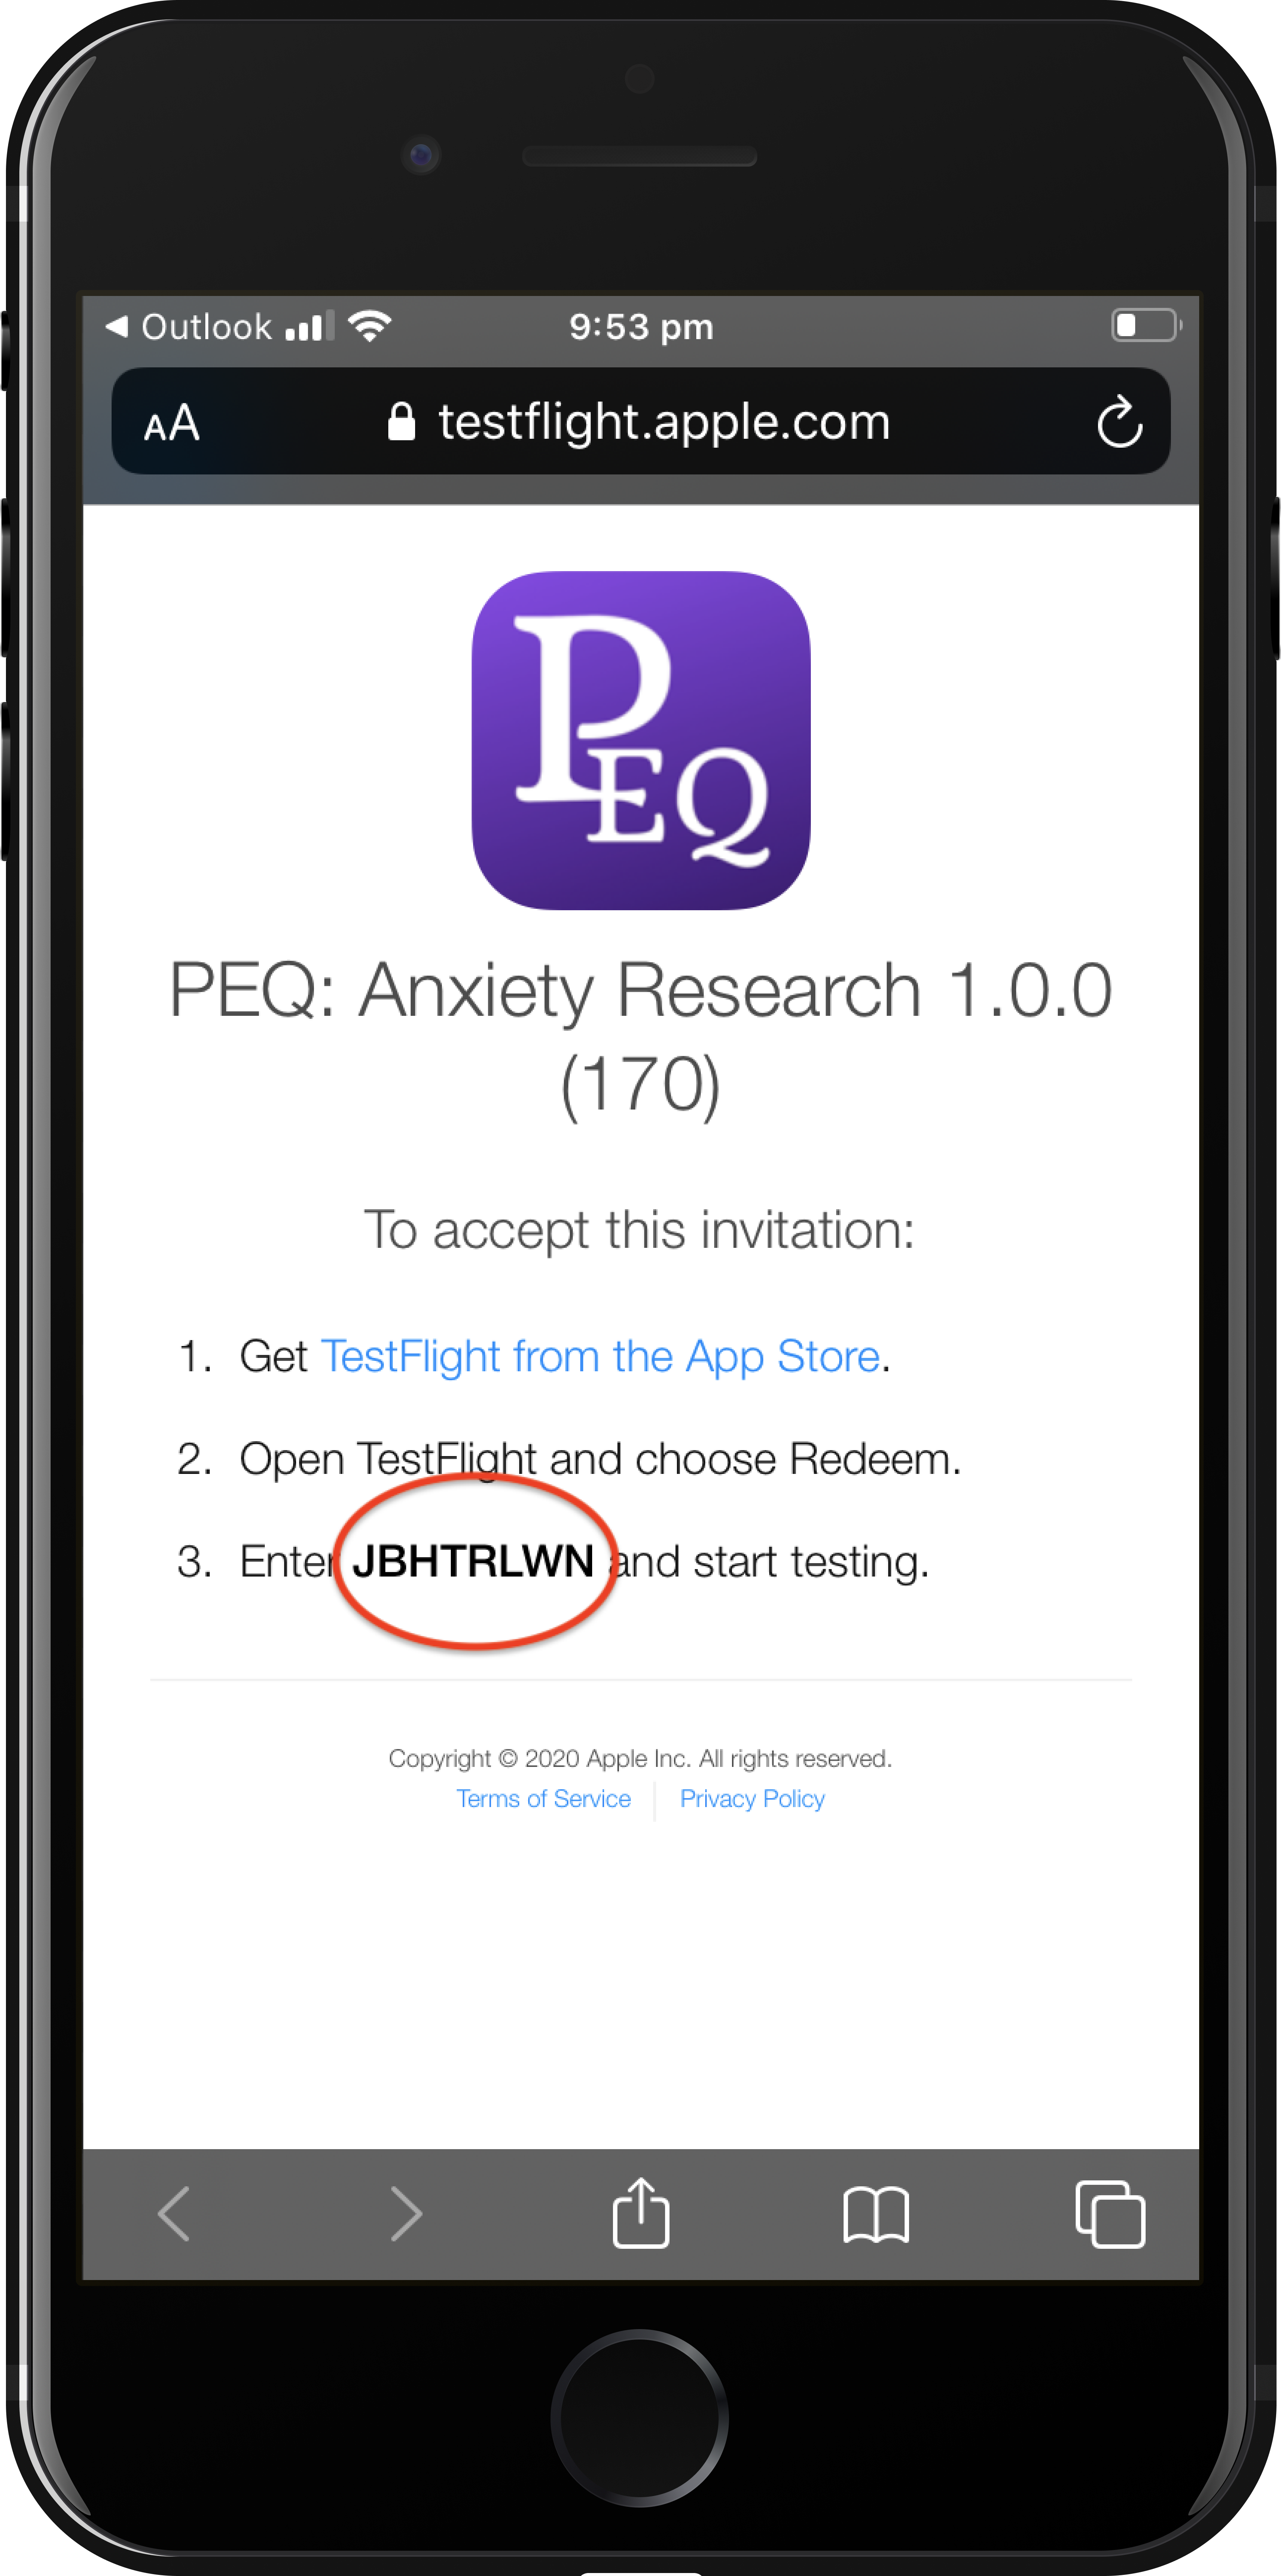 Outlook
9:53 pm
AA
testflight.apple.com
PEQ
PEQ: Anxiety Research 1.0.0
(170)
To accept this invitation:
1. Get TestFlight from the App Store.
2. Open TestFlight and choose Redeem.
3. Enter JBHTRLWN and start testing.
Copyright © 2020 Apple Inc. All rights reserved.
Terms of Service
Privacy Policy